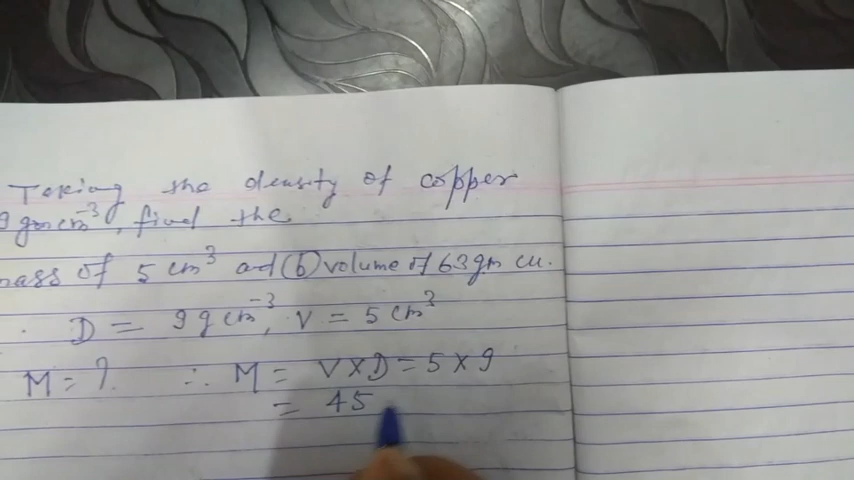 Taking the density of copper
9 gm cm⁻³, find the
mass of 5 cm³ ad (b) volume of 63 gm cu.
D = 9 g cm⁻³, V = 5 cm³
M = ? ∴ M = V × D = 5 × 9
= 45